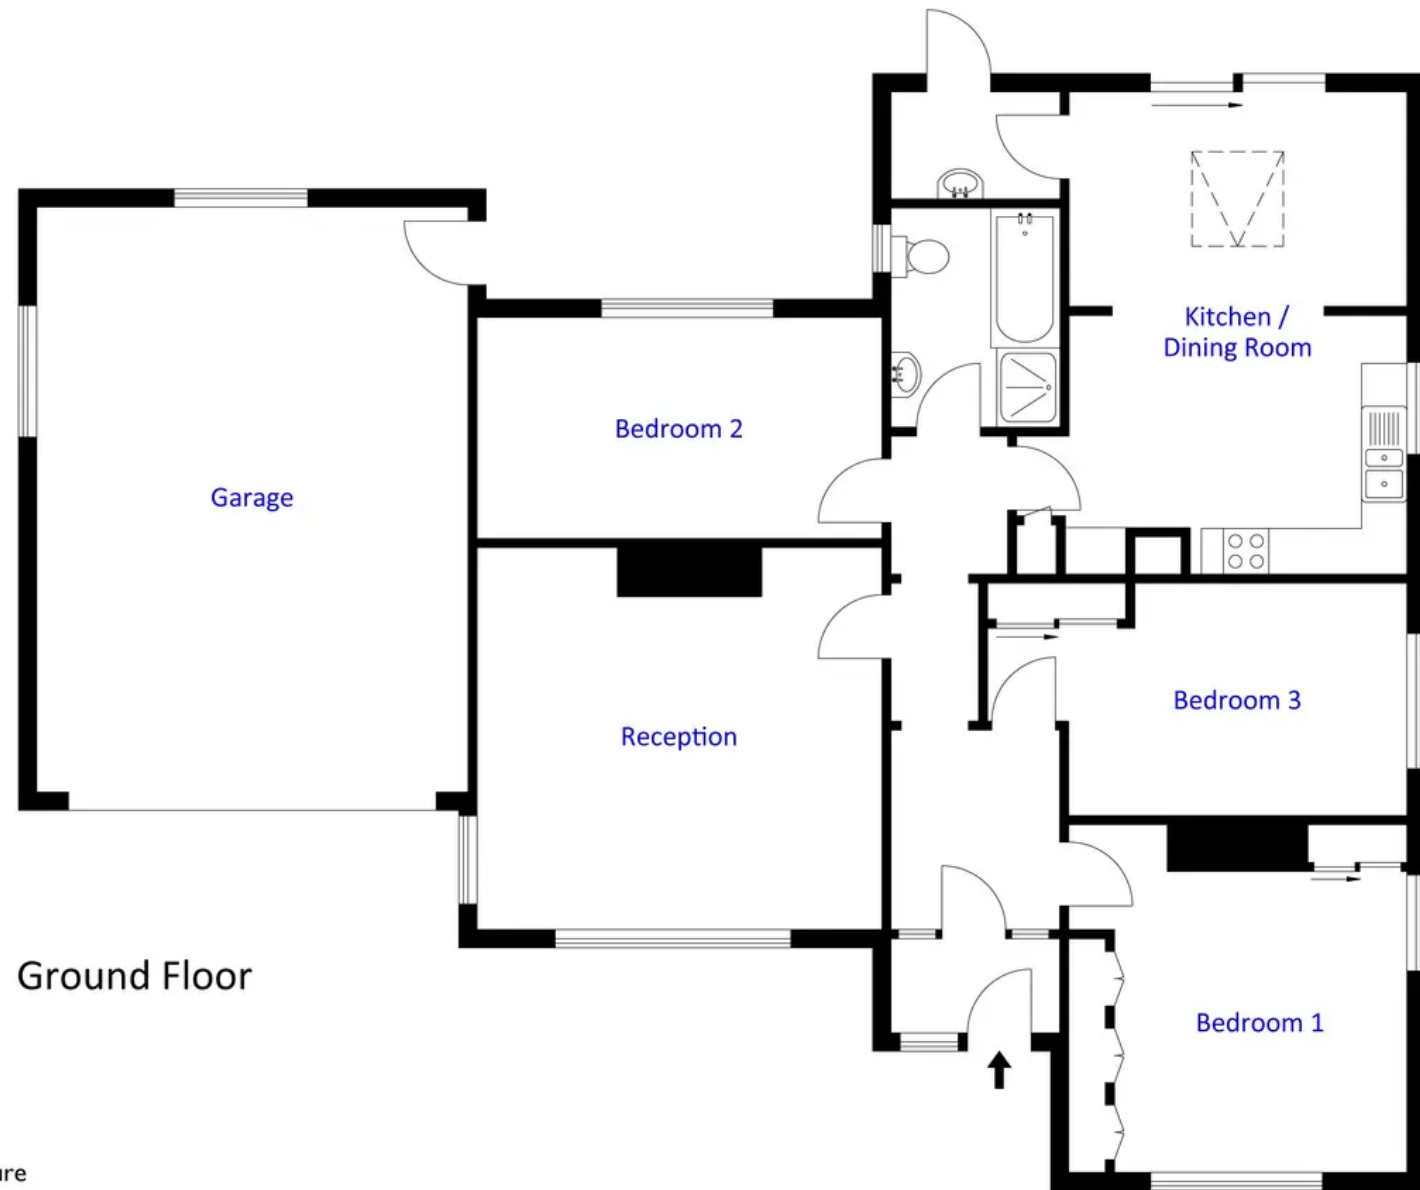 Kitchen /
Dining Room
Bedroom 2
Garage
Bedroom 3
Reception
Ground Floor
Bedroom 1